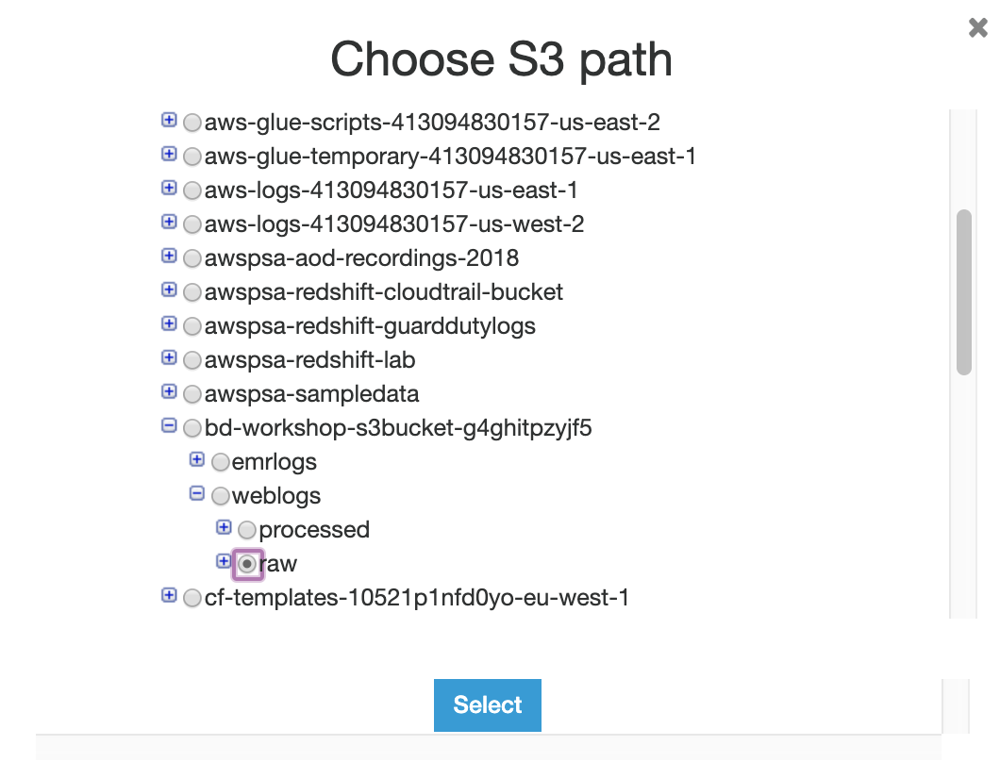 Choose S3 path
aws-glue-scripts-413094830157-us-east-2
aws-glue-temporary-413094830157-us-east-1
aws-logs-413094830157-us-east-1
aws-logs-413094830157-us-west-2
awspsa-aod-recordings-2018
awspsa-redshift-cloudtrail-bucket
awspsa-redshift-guarddutylogs
awspsa-redshift-lab
awspsa-sampledata
bd-workshop-s3bucket-g4ghitpzyjf5
emrlogs
weblogs
processed
raw
cf-templates-10521p1nfd0yo-eu-west-1
Select